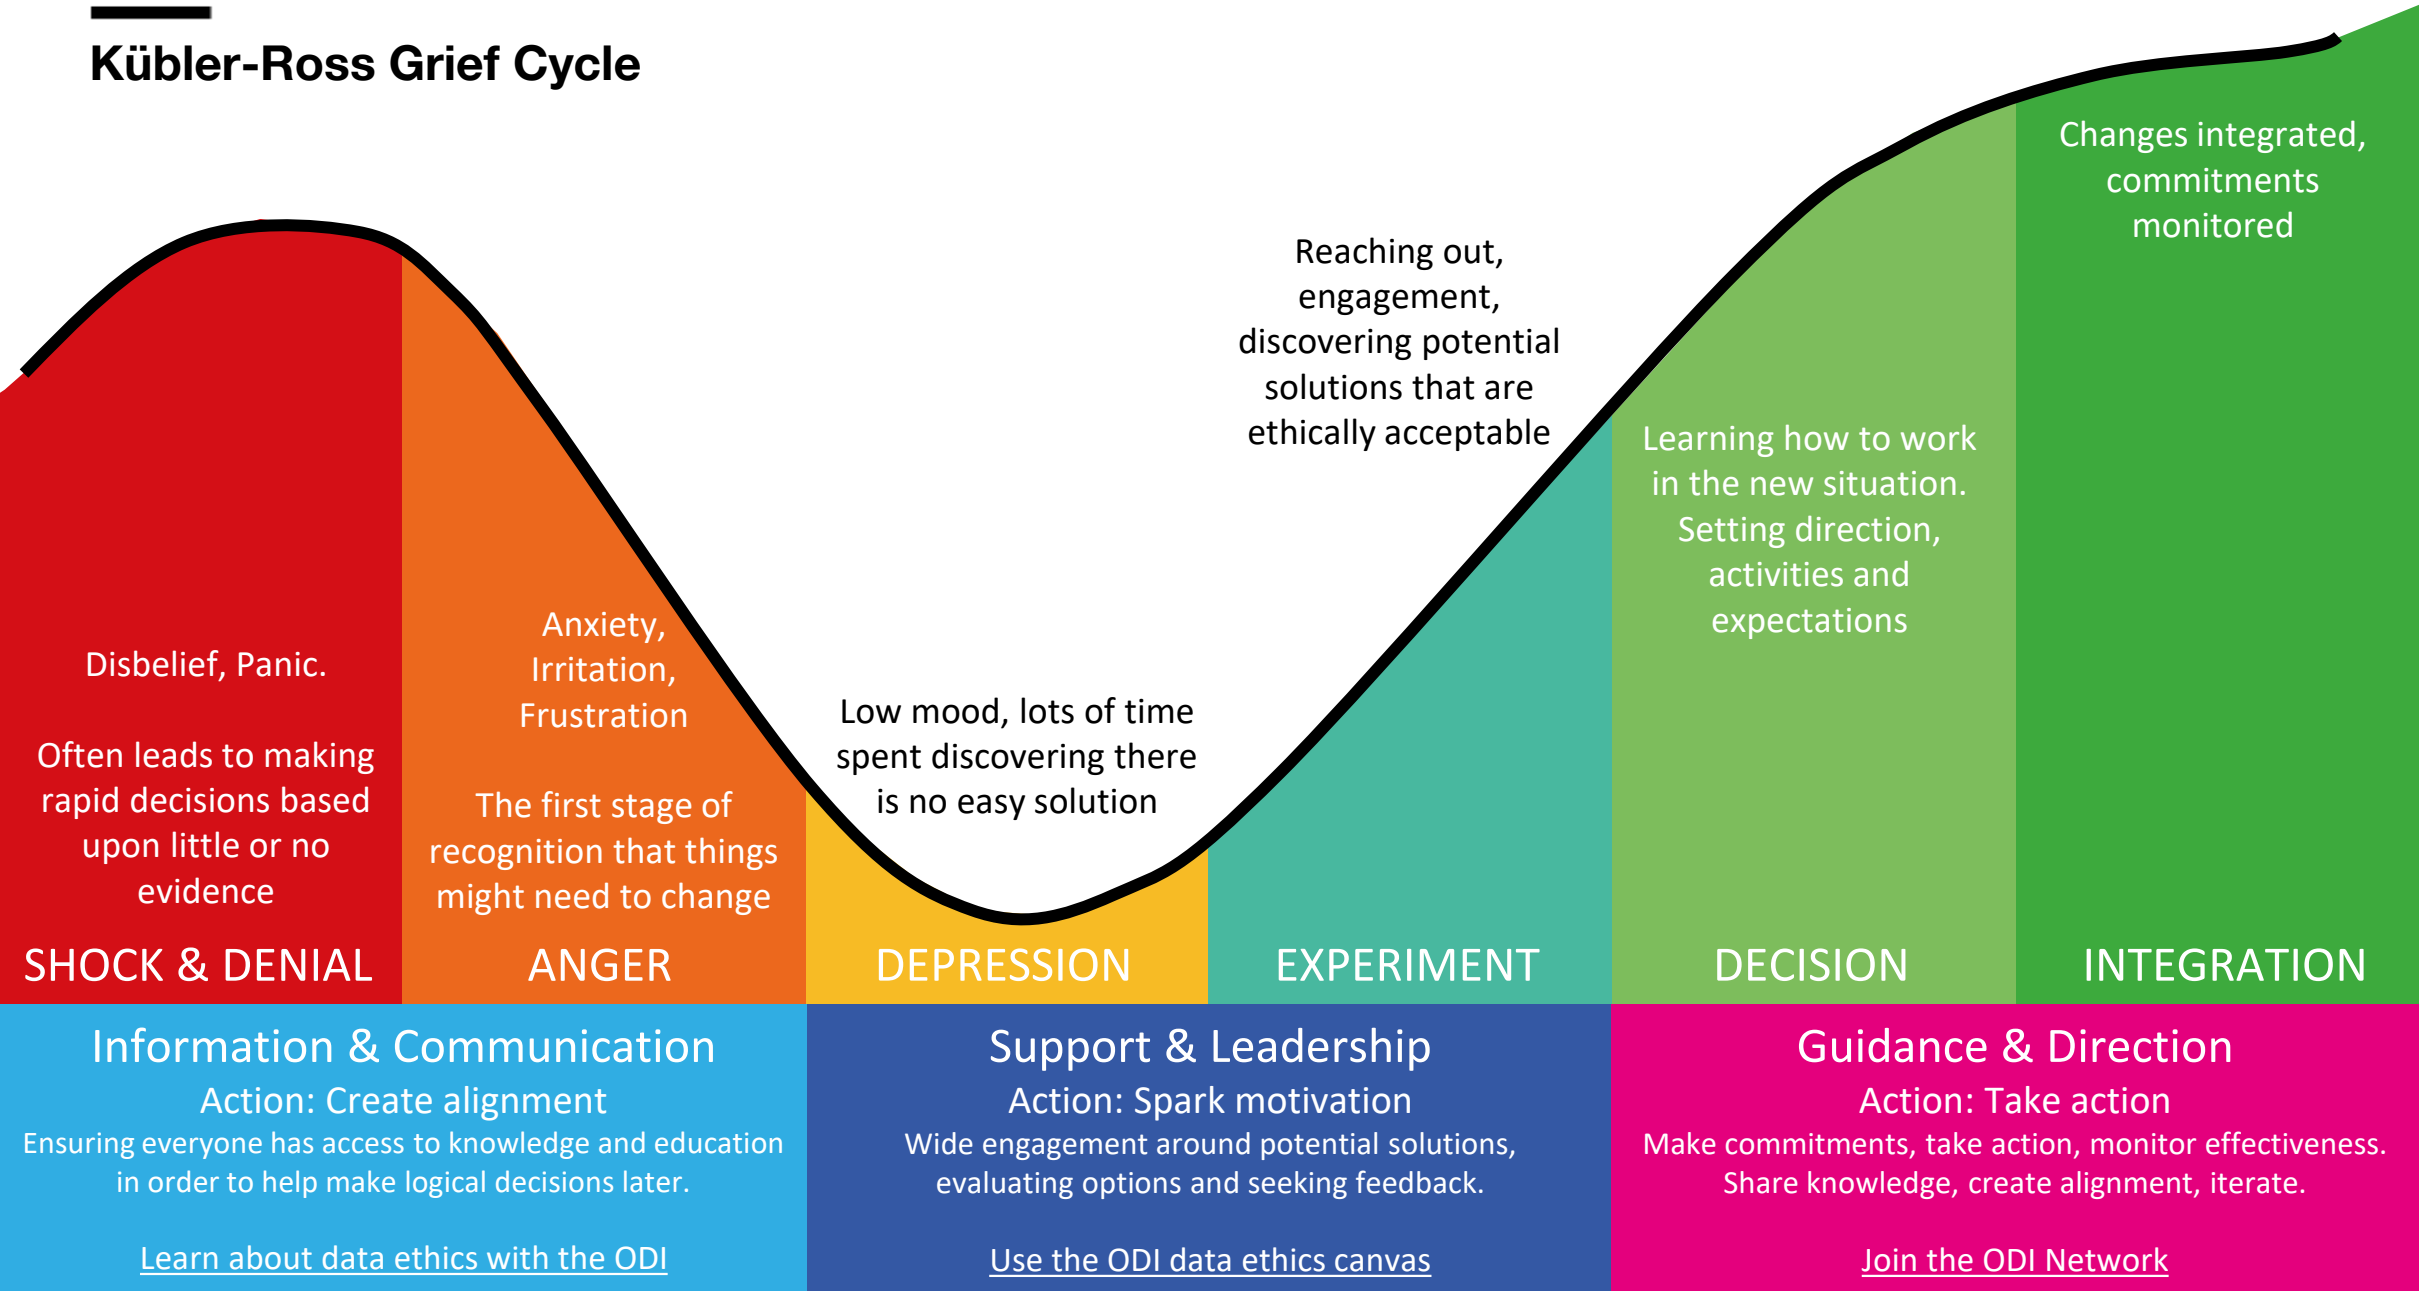 Kübler-Ross Grief Cycle
Disbelief, Panic.
Often leads to making
rapid decisions based
upon little or no
evidence
SHOCK & DENIAL
Anxiety,
Irritation,
Frustration
The first stage of
recognition that things
might need to change
ANGER
Low mood, lots of time
spent discovering there
is no easy solution
DEPRESSION
Reaching out,
engagement,
discovering potential
solutions that are
ethically acceptable
EXPERIMENT
Learning how to work
in the new situation.
Setting direction,
activities and
expectations
DECISION
Changes integrated,
commitments
monitored
INTEGRATION
Information & Communication
Action: Create alignment
Ensuring everyone has access to knowledge and education
in order to help make logical decisions later.
Learn about data ethics with the ODI
Support & Leadership
Action: Spark motivation
Wide engagement around potential solutions,
evaluating options and seeking feedback.
Use the ODI data ethics canvas
Guidance & Direction
Action: Take action
Make commitments, take action, monitor effectiveness.
Share knowledge, create alignment, iterate.
Join the ODI Network